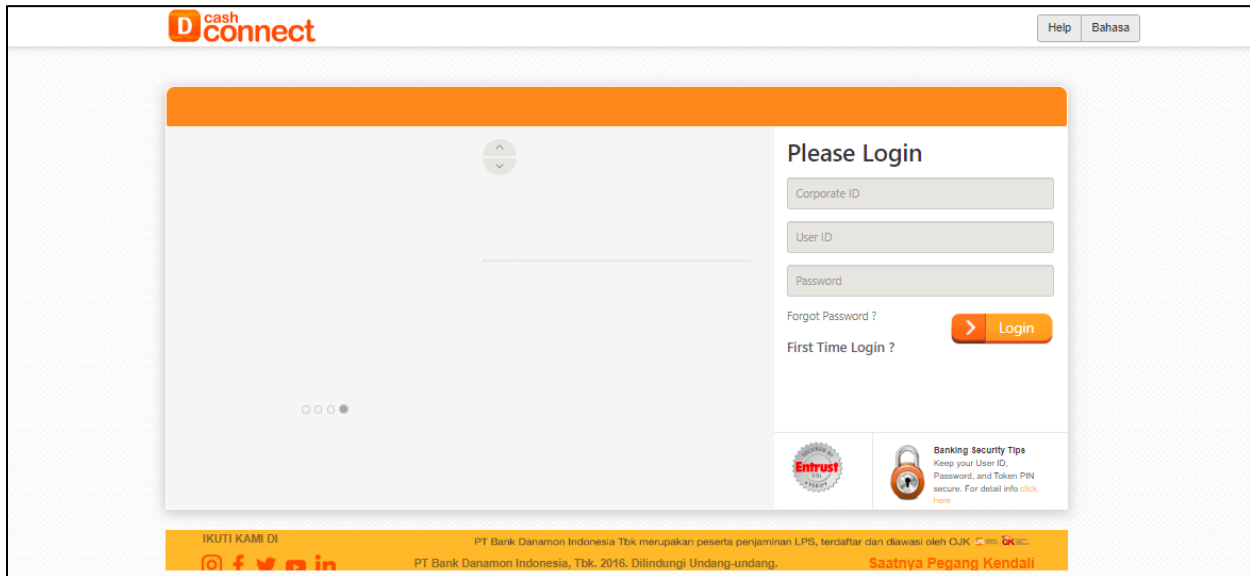 D cash connect
Help
Bahasa
Please Login
Corporate ID
User ID
Password
Forgot Password ?
Login
First Time Login ?
SECURED BY
Entrust
SSL
Banking Security Tips
Keep your User ID,
Password, and Token PIN
secure. For detail info click
here
IKUTI KAMI DI
PT Bank Danamon Indonesia Tbk merupakan peserta penjaminan LPS, terdaftar dan diawasi oleh OJK
PT Bank Danamon Indonesia, Tbk. 2016. Dilindungi Undang-undang.
Saatnya Pegang Kendali